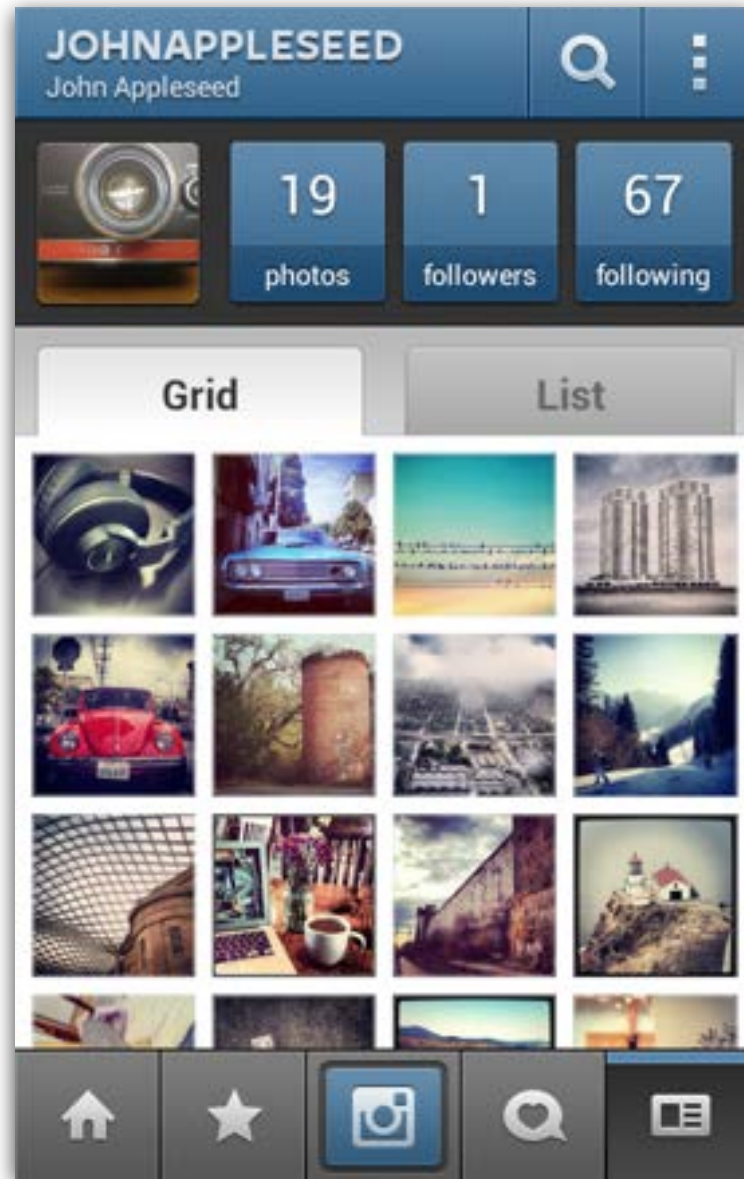 JOHNAPPLESEED
John Appleseed
19
photos
1
followers
67
following
Grid
List